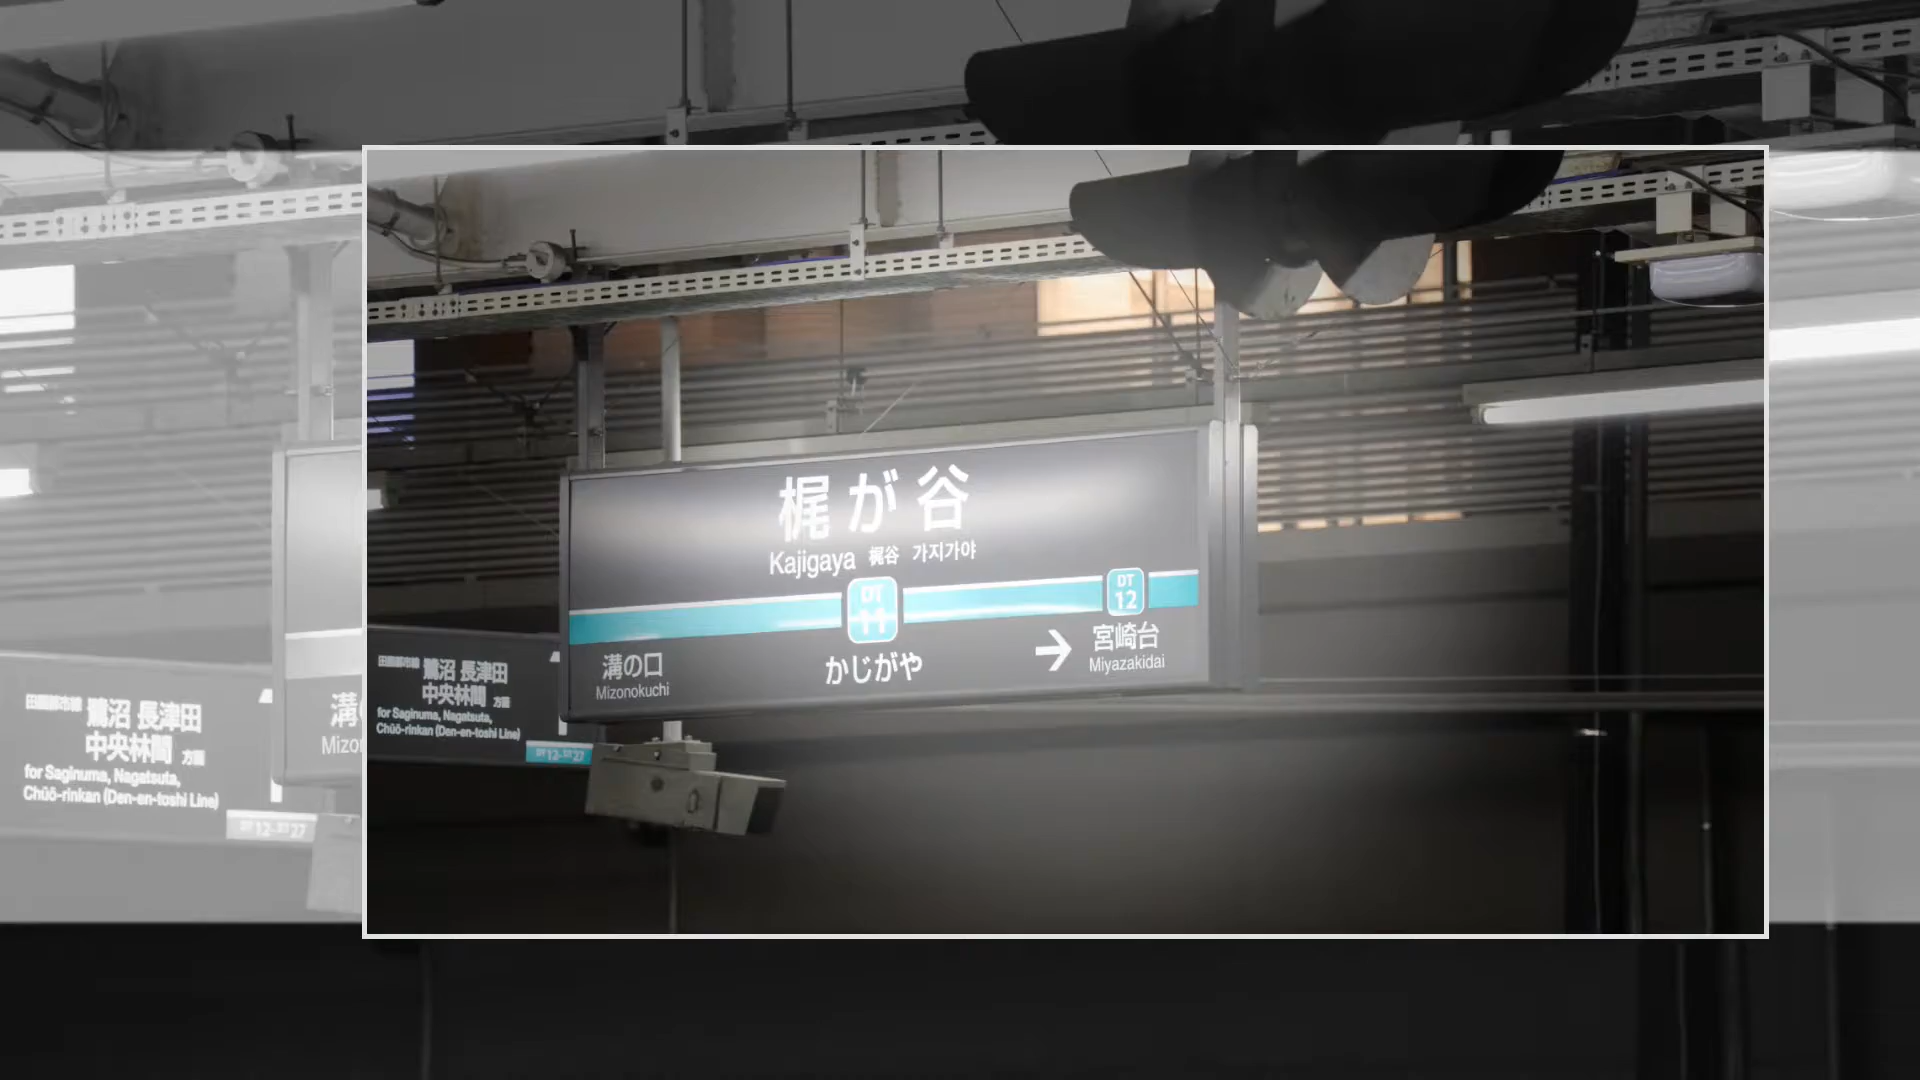 梶が谷
Kajigaya 梶谷 가지가야
DT
11
DT
12
溝の口
Mizonokuchi
かじがや
→ 宮崎台
Miyazakidai
田園都市線 鷺沼 長津田
中央林間 方面
for Saginuma, Nagatsuta,
Chūō-rinkan (Den-en-toshi Line)
DT12-DT27
田園都市線 鷺沼 長津田
中央林間 方面
for Saginuma, Nagatsuta,
Chūō-rinkan (Den-en-toshi Line)
DT12-DT27